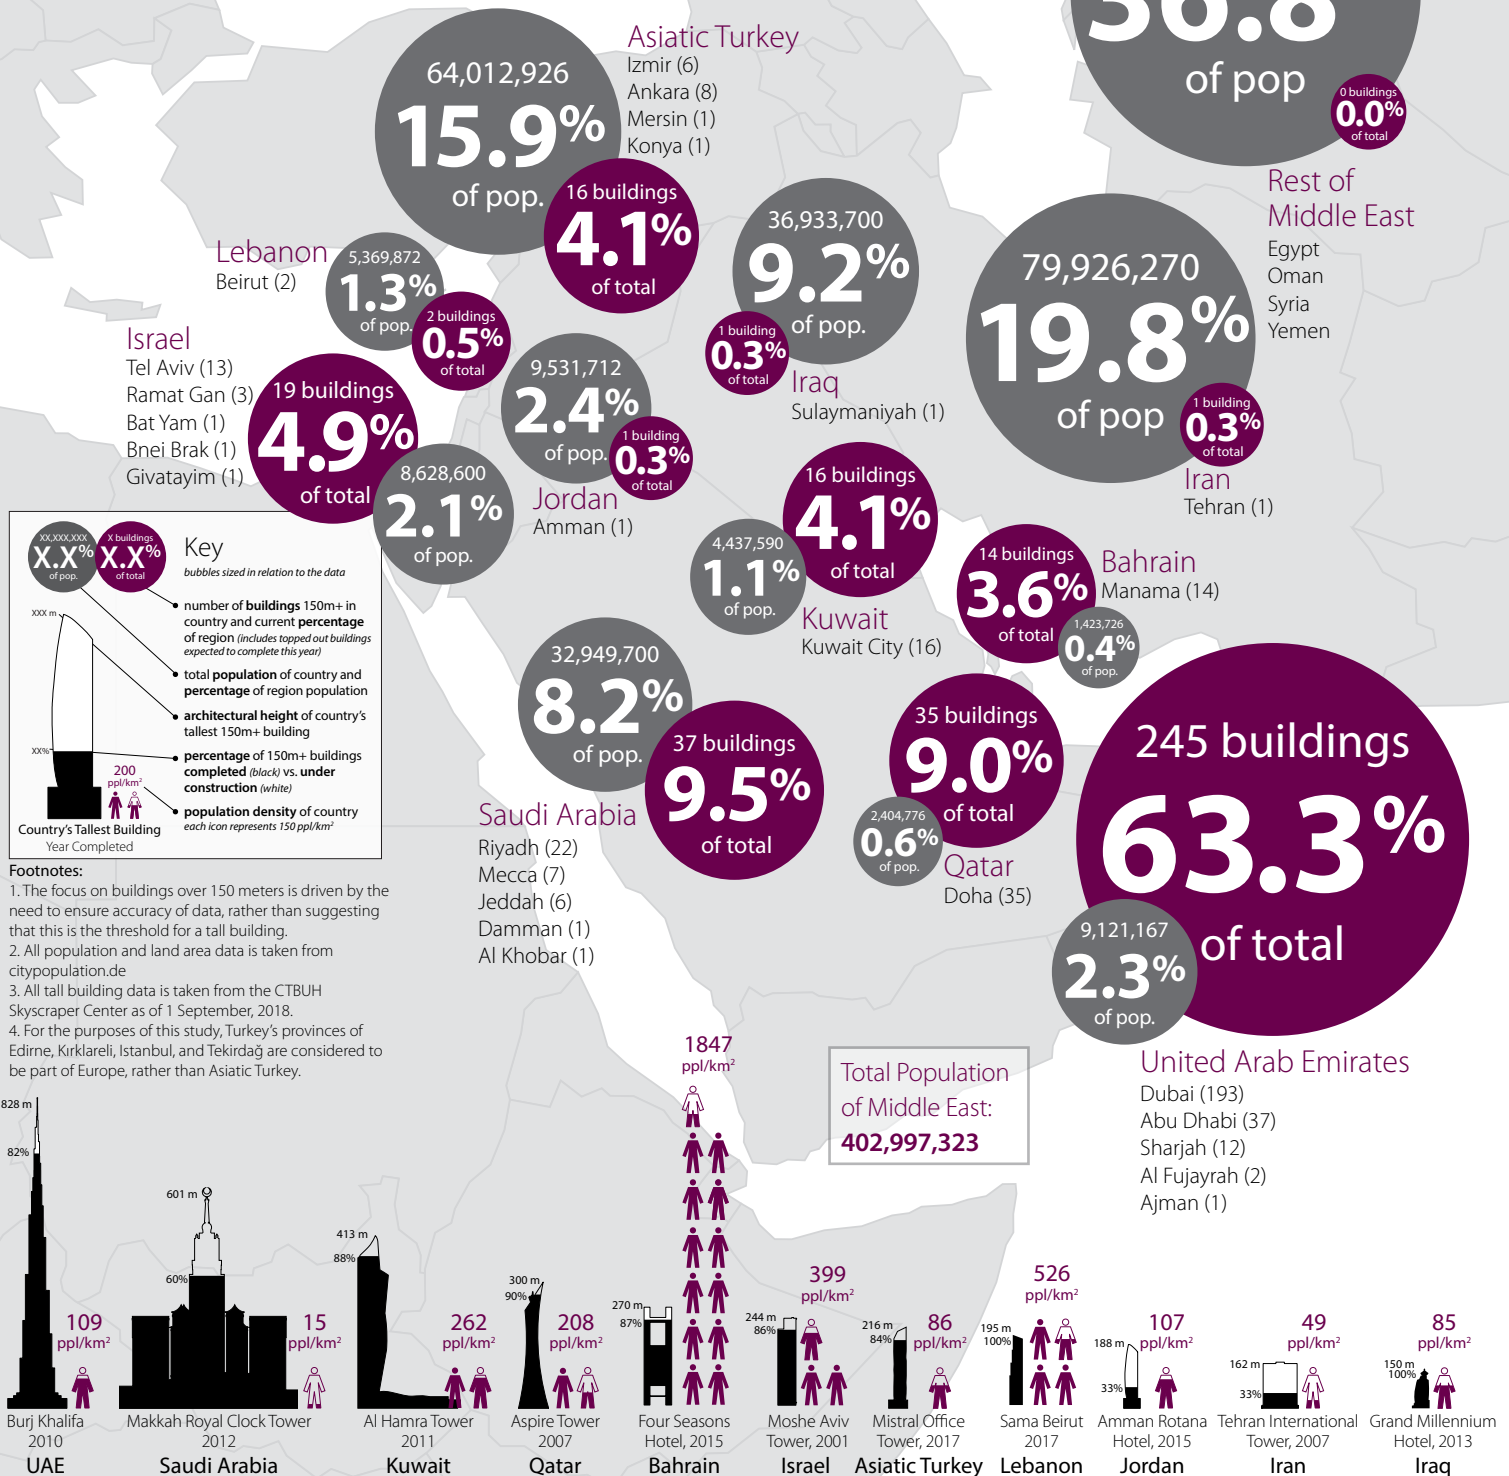 36.8
of pop
0 buildings
0.0%
of total
Rest of
Middle East
Egypt
Oman
Syria
Yemen
Asiatic Turkey
Izmir (6)
Ankara (8)
Mersin (1)
Konya (1)
64,012,926
15.9%
of pop.
16 buildings
4.1%
of total
Lebanon
Beirut (2)
5,369,872
1.3%
of pop.
2 buildings
0.5%
of total
36,933,700
9.2%
of pop.
1 building
0.3%
of total
Iraq
Sulaymaniyah (1)
79,926,270
19.8%
of pop
1 building
0.3%
of total
Iran
Tehran (1)
Israel
Tel Aviv (13)
Ramat Gan (3)
Bat Yam (1)
Bnei Brak (1)
Givatayim (1)
19 buildings
4.9%
of total
8,628,600
2.1%
of pop.
9,531,712
2.4%
of pop.
1 building
0.3%
of total
Jordan
Amman (1)
16 buildings
4.1%
of total
4,437,590
1.1%
of pop.
Kuwait
Kuwait City (16)
14 buildings
3.6%
of total
Bahrain
Manama (14)
1,423,726
0.4%
of pop.
32,949,700
8.2%
of pop.
37 buildings
9.5%
of total
Saudi Arabia
Riyadh (22)
Mecca (7)
Jeddah (6)
Damman (1)
Al Khobar (1)
35 buildings
9.0%
of total
2,404,776
0.6%
of pop.
Qatar
Doha (35)
245 buildings
63.3%
of total
9,121,167
2.3%
of pop.
United Arab Emirates
Dubai (193)
Abu Dhabi (37)
Sharjah (12)
Al Fujayrah (2)
Ajman (1)
XX,XXX,XXX
X.X%
of pop.
X buildings
X.X%
of total
Key
bubbles sized in relation to the data
number of buildings 150m+ in
country and current percentage
of region (includes topped out buildings
expected to complete this year)
total population of country and
percentage of region population
architectural height of country's
tallest 150m+ building
percentage of 150m+ buildings
completed (black) vs. under
construction (white)
population density of country
each icon represents 150 ppl/km²
XXX m
XX%
200
ppl/km²
Country's Tallest Building
Year Completed
Footnotes:
1. The focus on buildings over 150 meters is driven by the
need to ensure accuracy of data, rather than suggesting
that this is the threshold for a tall building.
2. All population and land area data is taken from
citypopulation.de
3. All tall building data is taken from the CTBUH
Skyscraper Center as of 1 September, 2018.
4. For the purposes of this study, Turkey's provinces of
Edirne, Kırklareli, Istanbul, and Tekirdağ are considered to
be part of Europe, rather than Asiatic Turkey.
Total Population
of Middle East:
402,997,323
828 m
82%
109
ppl/km²
Burj Khalifa
2010
UAE
601 m
60%
15
ppl/km²
Makkah Royal Clock Tower
2012
Saudi Arabia
413 m
88%
262
ppl/km²
Al Hamra Tower
2011
Kuwait
300 m
90%
208
ppl/km²
Aspire Tower
2007
Qatar
1847
ppl/km²
270 m
87%
Four Seasons
Hotel, 2015
Bahrain
399
ppl/km²
244 m
86%
Moshe Aviv
Tower, 2001
Israel
216 m
84%
86
ppl/km²
Mistral Office
Tower, 2017
Asiatic Turkey
526
ppl/km²
195 m
100%
Sama Beirut
2017
Lebanon
107
ppl/km²
188 m
33%
Amman Rotana
Hotel, 2015
Jordan
49
ppl/km²
162 m
33%
Tehran International
Tower, 2007
Iran
85
ppl/km²
150 m
100%
Grand Millennium
Hotel, 2013
Iraq